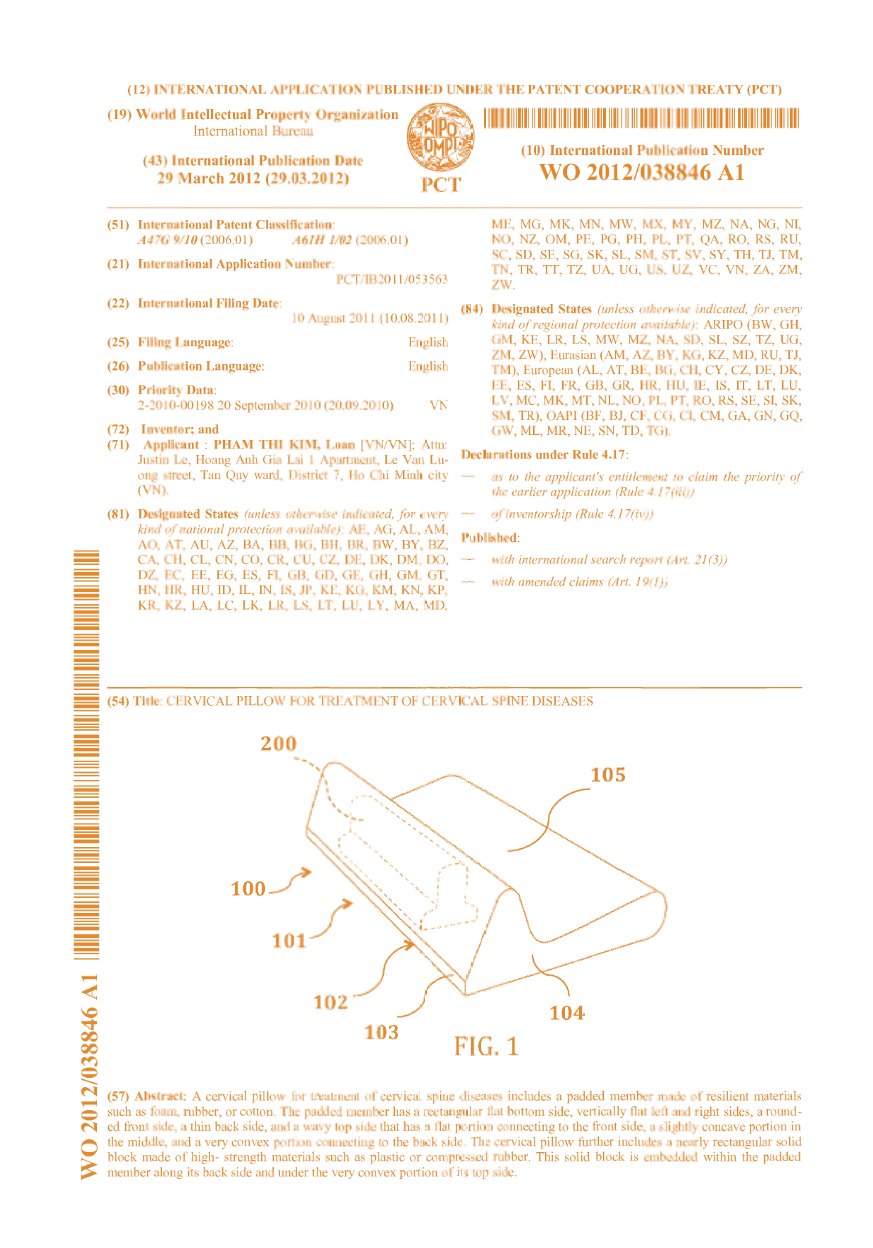 (12) INTERNATIONAL APPLICATION PUBLISHED UNDER THE PATENT COOPERATION TREATY (PCT)
(19) World Intellectual Property Organization
International Bureau
(43) International Publication Date
29 March 2012 (29.03.2012)
WIPO
OMPI
PCT
(10) International Publication Number
WO 2012/038846 A1
(51) International Patent Classification:
A47G 9/10 (2006.01) A61H 1/02 (2006.01)
(21) International Application Number:
PCT/IB2011/053563
(22) International Filing Date:
10 August 2011 (10.08.2011)
(25) Filing Language: English
(26) Publication Language: English
(30) Priority Data:
2-2010-00198 20 September 2010 (20.09.2010) VN
(72) Inventor; and
(71) Applicant : PHAM THI KIM, Loan [VN/VN]; Attn:
Justin Le, Hoang Anh Gia Lai 1 Apartment, Le Van Lu-
ong street, Tan Quy ward, District 7, Ho Chi Minh city
(VN).
(81) Designated States (unless otherwise indicated, for every
kind of national protection available): AE, AG, AL, AM,
AO, AT, AU, AZ, BA, BB, BG, BH, BR, BW, BY, BZ,
CA, CH, CL, CN, CO, CR, CU, CZ, DE, DK, DM, DO,
DZ, EC, EE, EG, ES, FI, GB, GD, GE, GH, GM, GT,
HN, HR, HU, ID, IL, IN, IS, JP, KE, KG, KM, KN, KP,
KR, KZ, LA, LC, LK, LR, LS, LT, LU, LY, MA, MD,
ME, MG, MK, MN, MW, MX, MY, MZ, NA, NG, NI,
NO, NZ, OM, PE, PG, PH, PL, PT, QA, RO, RS, RU,
SC, SD, SE, SG, SK, SL, SM, ST, SV, SY, TH, TJ, TM,
TN, TR, TT, TZ, UA, UG, US, UZ, VC, VN, ZA, ZM,
ZW.
(84) Designated States (unless otherwise indicated, for every
kind of regional protection available): ARIPO (BW, GH,
GM, KE, LR, LS, MW, MZ, NA, SD, SL, SZ, TZ, UG,
ZM, ZW), Eurasian (AM, AZ, BY, KG, KZ, MD, RU, TJ,
TM), European (AL, AT, BE, BG, CH, CY, CZ, DE, DK,
EE, ES, FI, FR, GB, GR, HR, HU, IE, IS, IT, LT, LU,
LV, MC, MK, MT, NL, NO, PL, PT, RO, RS, SE, SI, SK,
SM, TR), OAPI (BF, BJ, CF, CG, CI, CM, GA, GN, GQ,
GW, ML, MR, NE, SN, TD, TG).
Declarations under Rule 4.17:
— as to the applicant's entitlement to claim the priority of
the earlier application (Rule 4.17(iii))
— of inventorship (Rule 4.17(iv))
Published:
— with international search report (Art. 21(3))
— with amended claims (Art. 19(1))
WO 2012/038846 A1
(54) Title: CERVICAL PILLOW FOR TREATMENT OF CERVICAL SPINE DISEASES
200
105
100
101
102
103
104
FIG. 1
(57) Abstract: A cervical pillow for treatment of cervical spine diseases includes a padded member made of resilient materials
such as foam, rubber, or cotton. The padded member has a rectangular flat bottom side, vertically flat left and right sides, a round-
ed front side, a thin back side, and a wavy top side that has a flat portion connecting to the front side, a slightly concave portion in
the middle, and a very convex portion connecting to the back side. The cervical pillow further includes a nearly rectangular solid
block made of high- strength materials such as plastic or compressed rubber. This solid block is embedded within the padded
member along its back side and under the very convex portion of its top side.